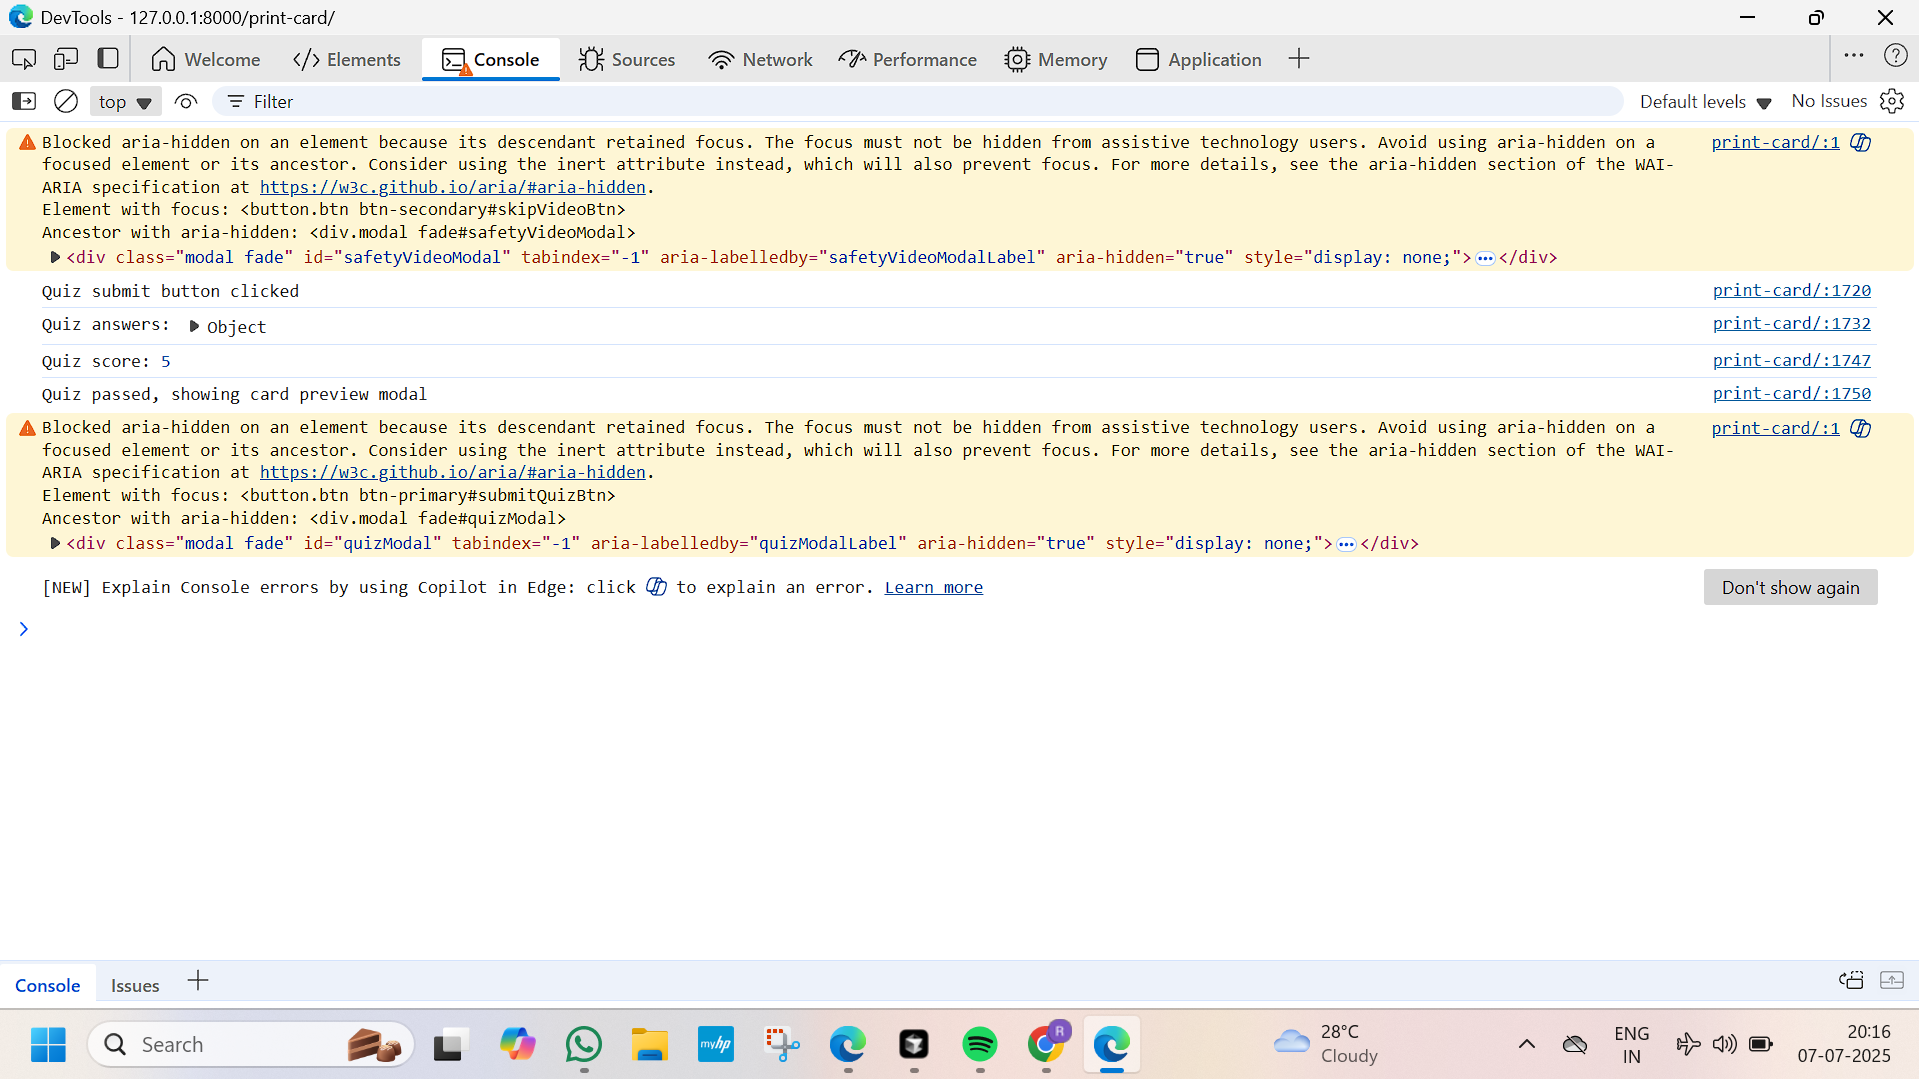 DevTools - 127.0.0.1:8000/print-card/
Welcome
Elements
Console
Sources
Network
Performance
Memory
Application
top
Filter
Default levels
No Issues
Blocked aria-hidden on an element because its descendant retained focus. The focus must not be hidden from assistive technology users. Avoid using aria-hidden on a
print-card/:1
focused element or its ancestor. Consider using the inert attribute instead, which will also prevent focus. For more details, see the aria-hidden section of the WAI-
ARIA specification at https://w3c.github.io/aria/#aria-hidden.
Element with focus: <button.btn btn-secondary#skipVideoBtn>
Ancestor with aria-hidden: <div.modal fade#safetyVideoModal>
<div class="modal fade" id="safetyVideoModal" tabindex="-1" aria-labelledby="safetyVideoModalLabel" aria-hidden="true" style="display: none;">…</div>
Quiz submit button clicked
print-card/:1720
Quiz answers: Object
print-card/:1732
Quiz score: 5
print-card/:1747
Quiz passed, showing card preview modal
print-card/:1750
Blocked aria-hidden on an element because its descendant retained focus. The focus must not be hidden from assistive technology users. Avoid using aria-hidden on a
print-card/:1
focused element or its ancestor. Consider using the inert attribute instead, which will also prevent focus. For more details, see the aria-hidden section of the WAI-
ARIA specification at https://w3c.github.io/aria/#aria-hidden.
Element with focus: <button.btn btn-primary#submitQuizBtn>
Ancestor with aria-hidden: <div.modal fade#quizModal>
<div class="modal fade" id="quizModal" tabindex="-1" aria-labelledby="quizModalLabel" aria-hidden="true" style="display: none;">…</div>
[NEW] Explain Console errors by using Copilot in Edge: click to explain an error. Learn more
Don't show again
Console
Issues
Search
myhp
R
28°C
Cloudy
ENG
IN
20:16
07-07-2025